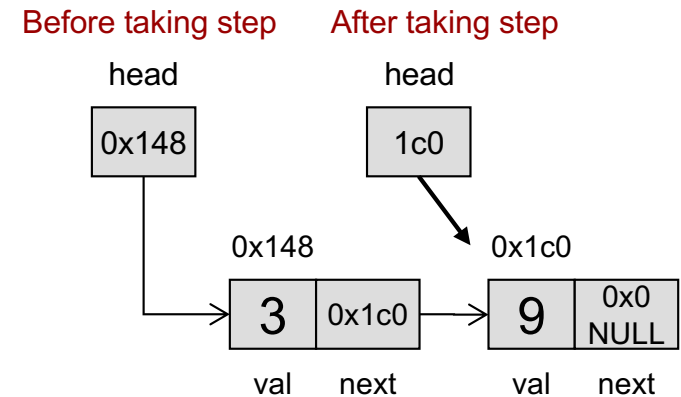 Before taking step
After taking step
head
head
0x148
1c0
0x148
0x1c0
3
0x1c0
9
0x0
NULL
val
next
val
next